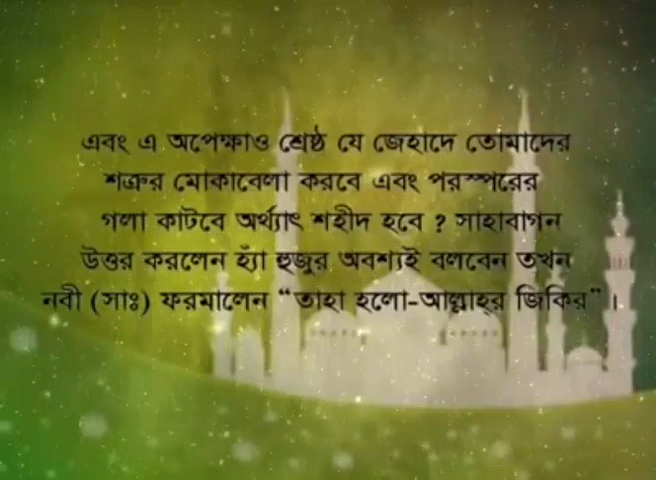 এবং এ অপেক্ষাও শ্রেষ্ঠ যে জেহাদে তোমাদের
শত্রুর মোকাবেলা করবে এবং পরস্পরের
গলা কাটবে অর্থ্যাৎ শহীদ হবে ? সাহাবাগন
উত্তর করলেন হ্যাঁ হুজুর অবশ্যই বলবেন তখন
নবী (সাঃ) ফরমালেন “তাহা হলো-আল্লাহ্‌র জিকির”।